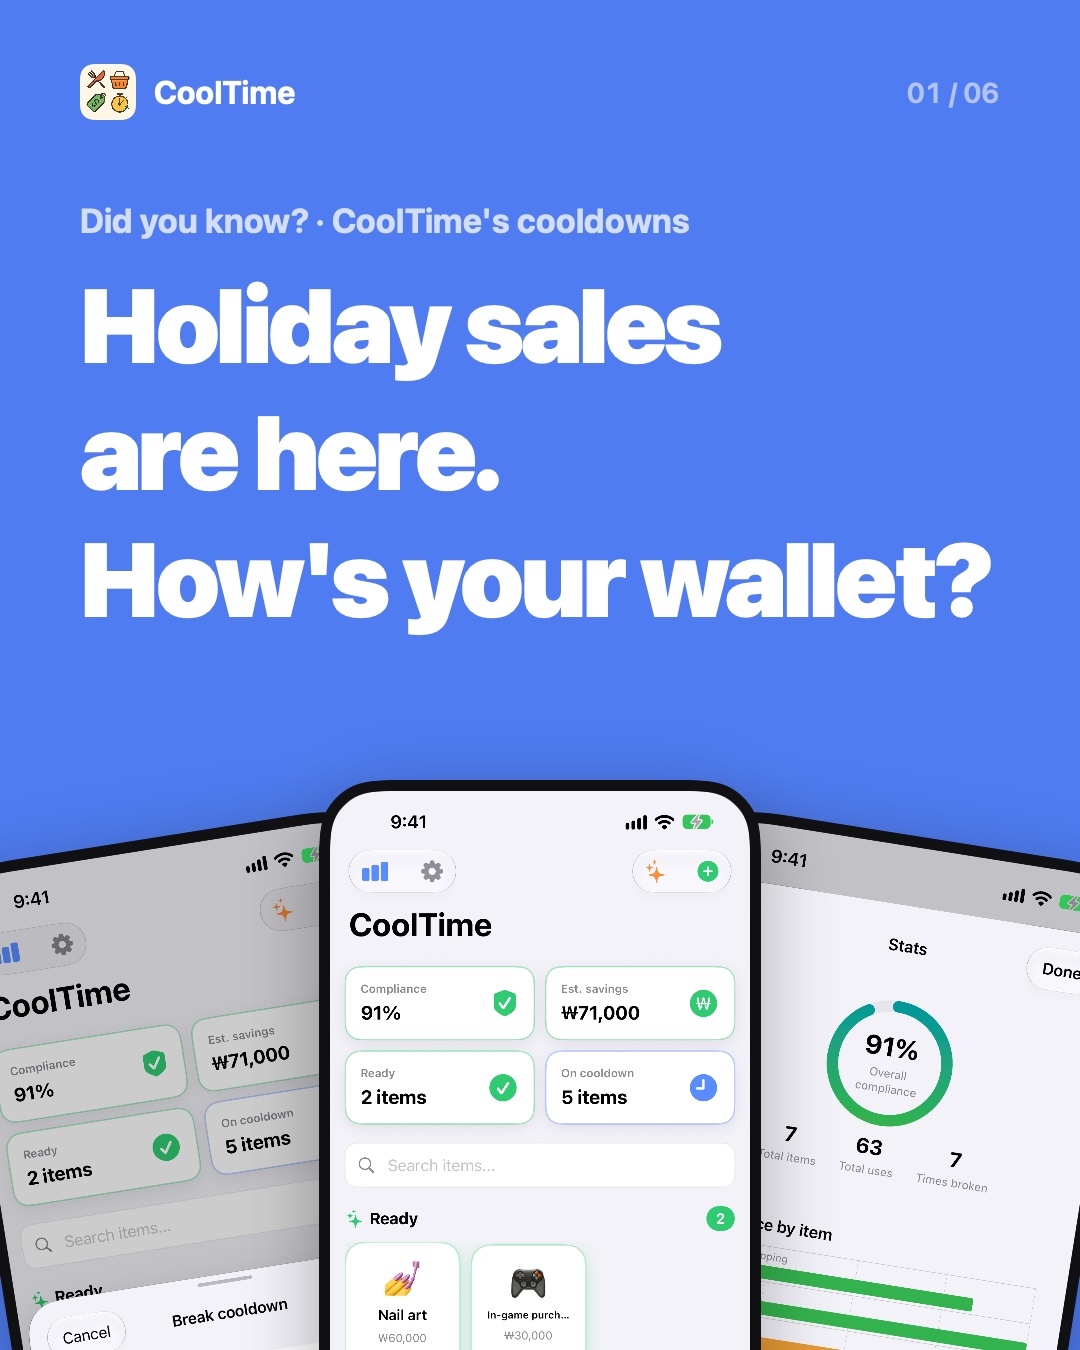 CoolTime
01 / 06
Did you know? · CoolTime's cooldowns
Holiday sales
are here.
How's your wallet?
9:41
CoolTime
Compliance
91%
Est. savings
₩71,000
Ready
2 items
On cooldown
5 items
Search items...
Ready
Cancel
Break cooldown
9:41
CoolTime
Compliance
91%
Est. savings
₩71,000
Ready
2 items
On cooldown
5 items
Search items...
Ready
2
Nail art
₩60,000
In-game purch...
₩30,000
9:41
Stats
Done
91%
Overall
compliance
7
Total items
63
Total uses
7
Times broken
by item